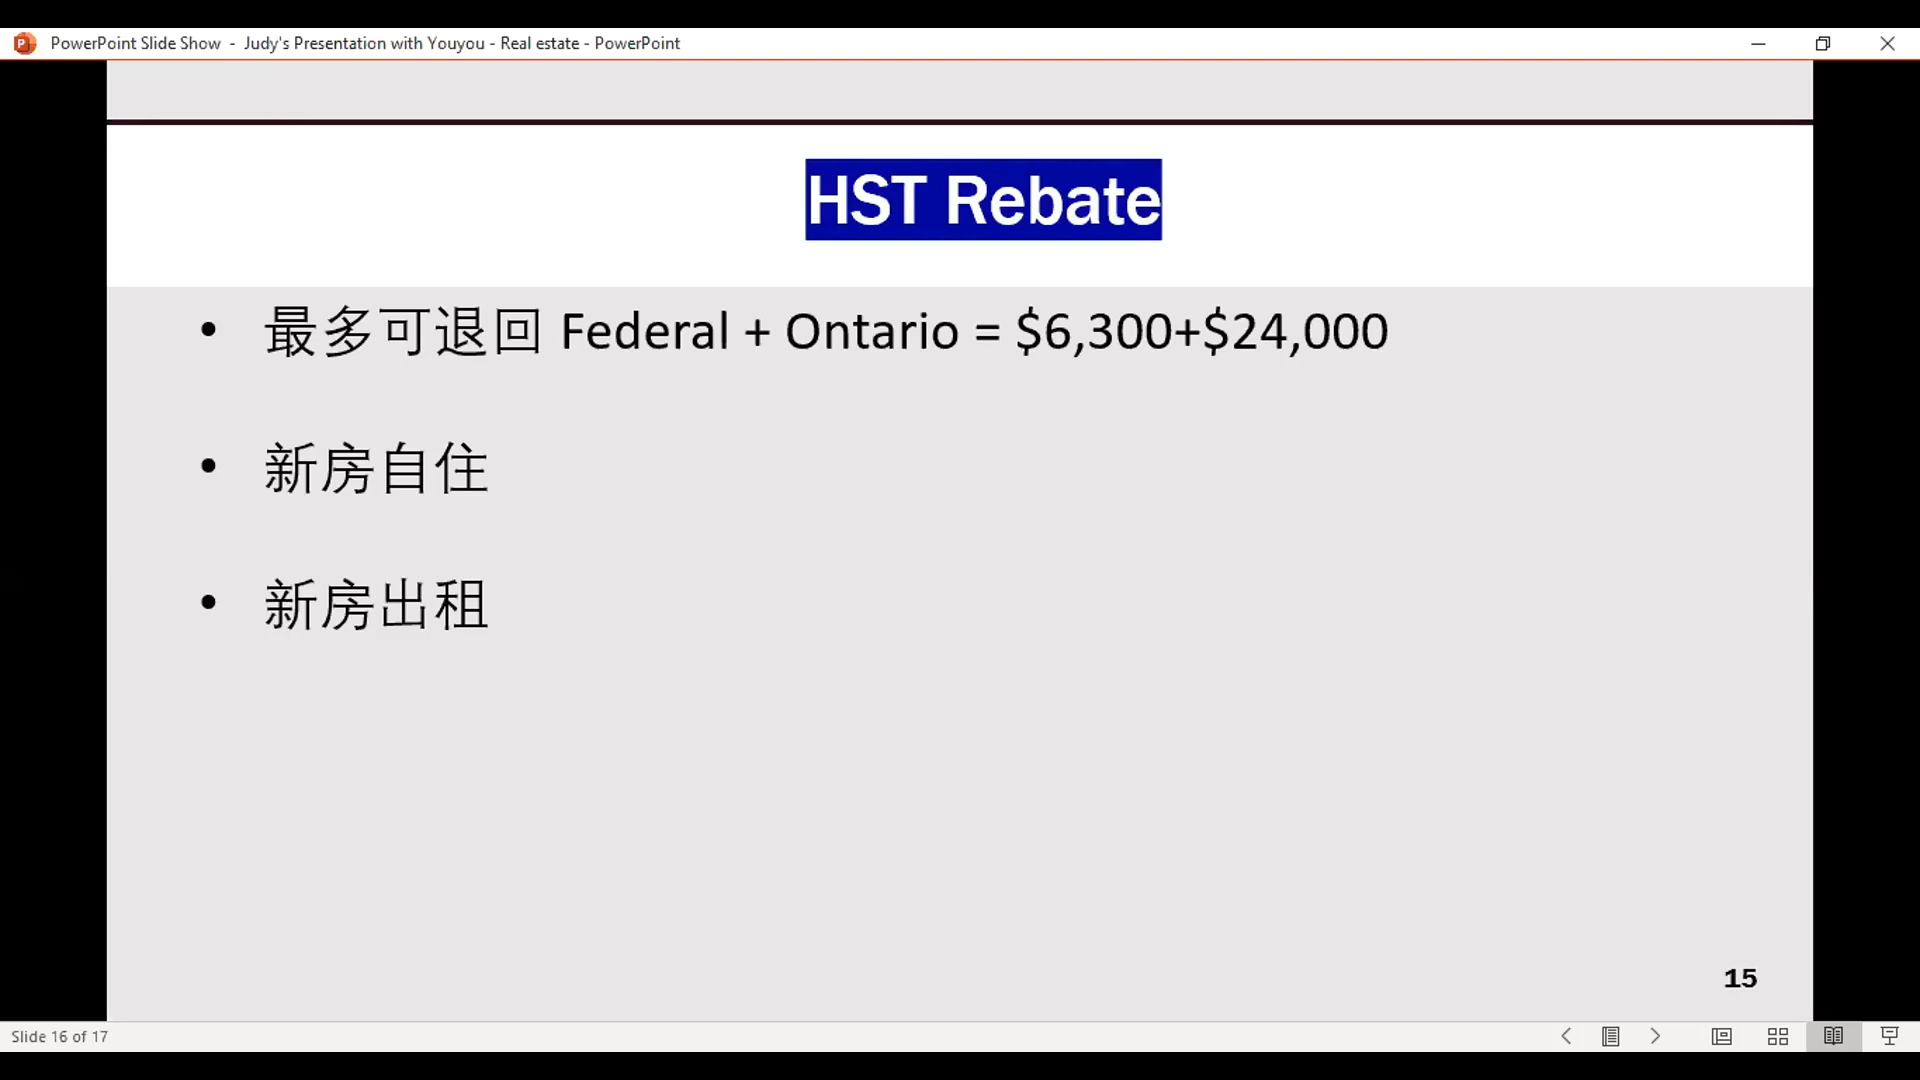 PowerPoint Slide Show - Judy's Presentation with Youyou - Real estate - PowerPoint
HST Rebate
• 最多可退回 Federal + Ontario = $6,300+$24,000
• 新房自住
• 新房出租
15
Slide 16 of 17